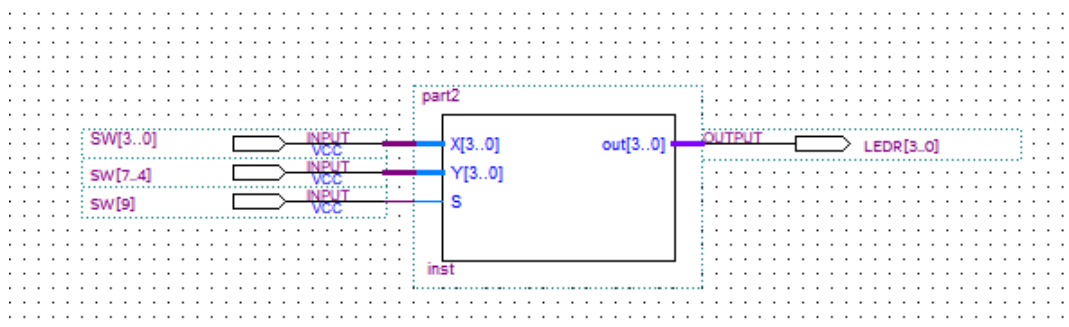 part2
SW[3..0] INPUT VCC X[3..0] out[3..0] OUTPUT LEDR[3..0]
SW[7..4] INPUT VCC Y[3..0]
SW[9] INPUT VCC S
inst